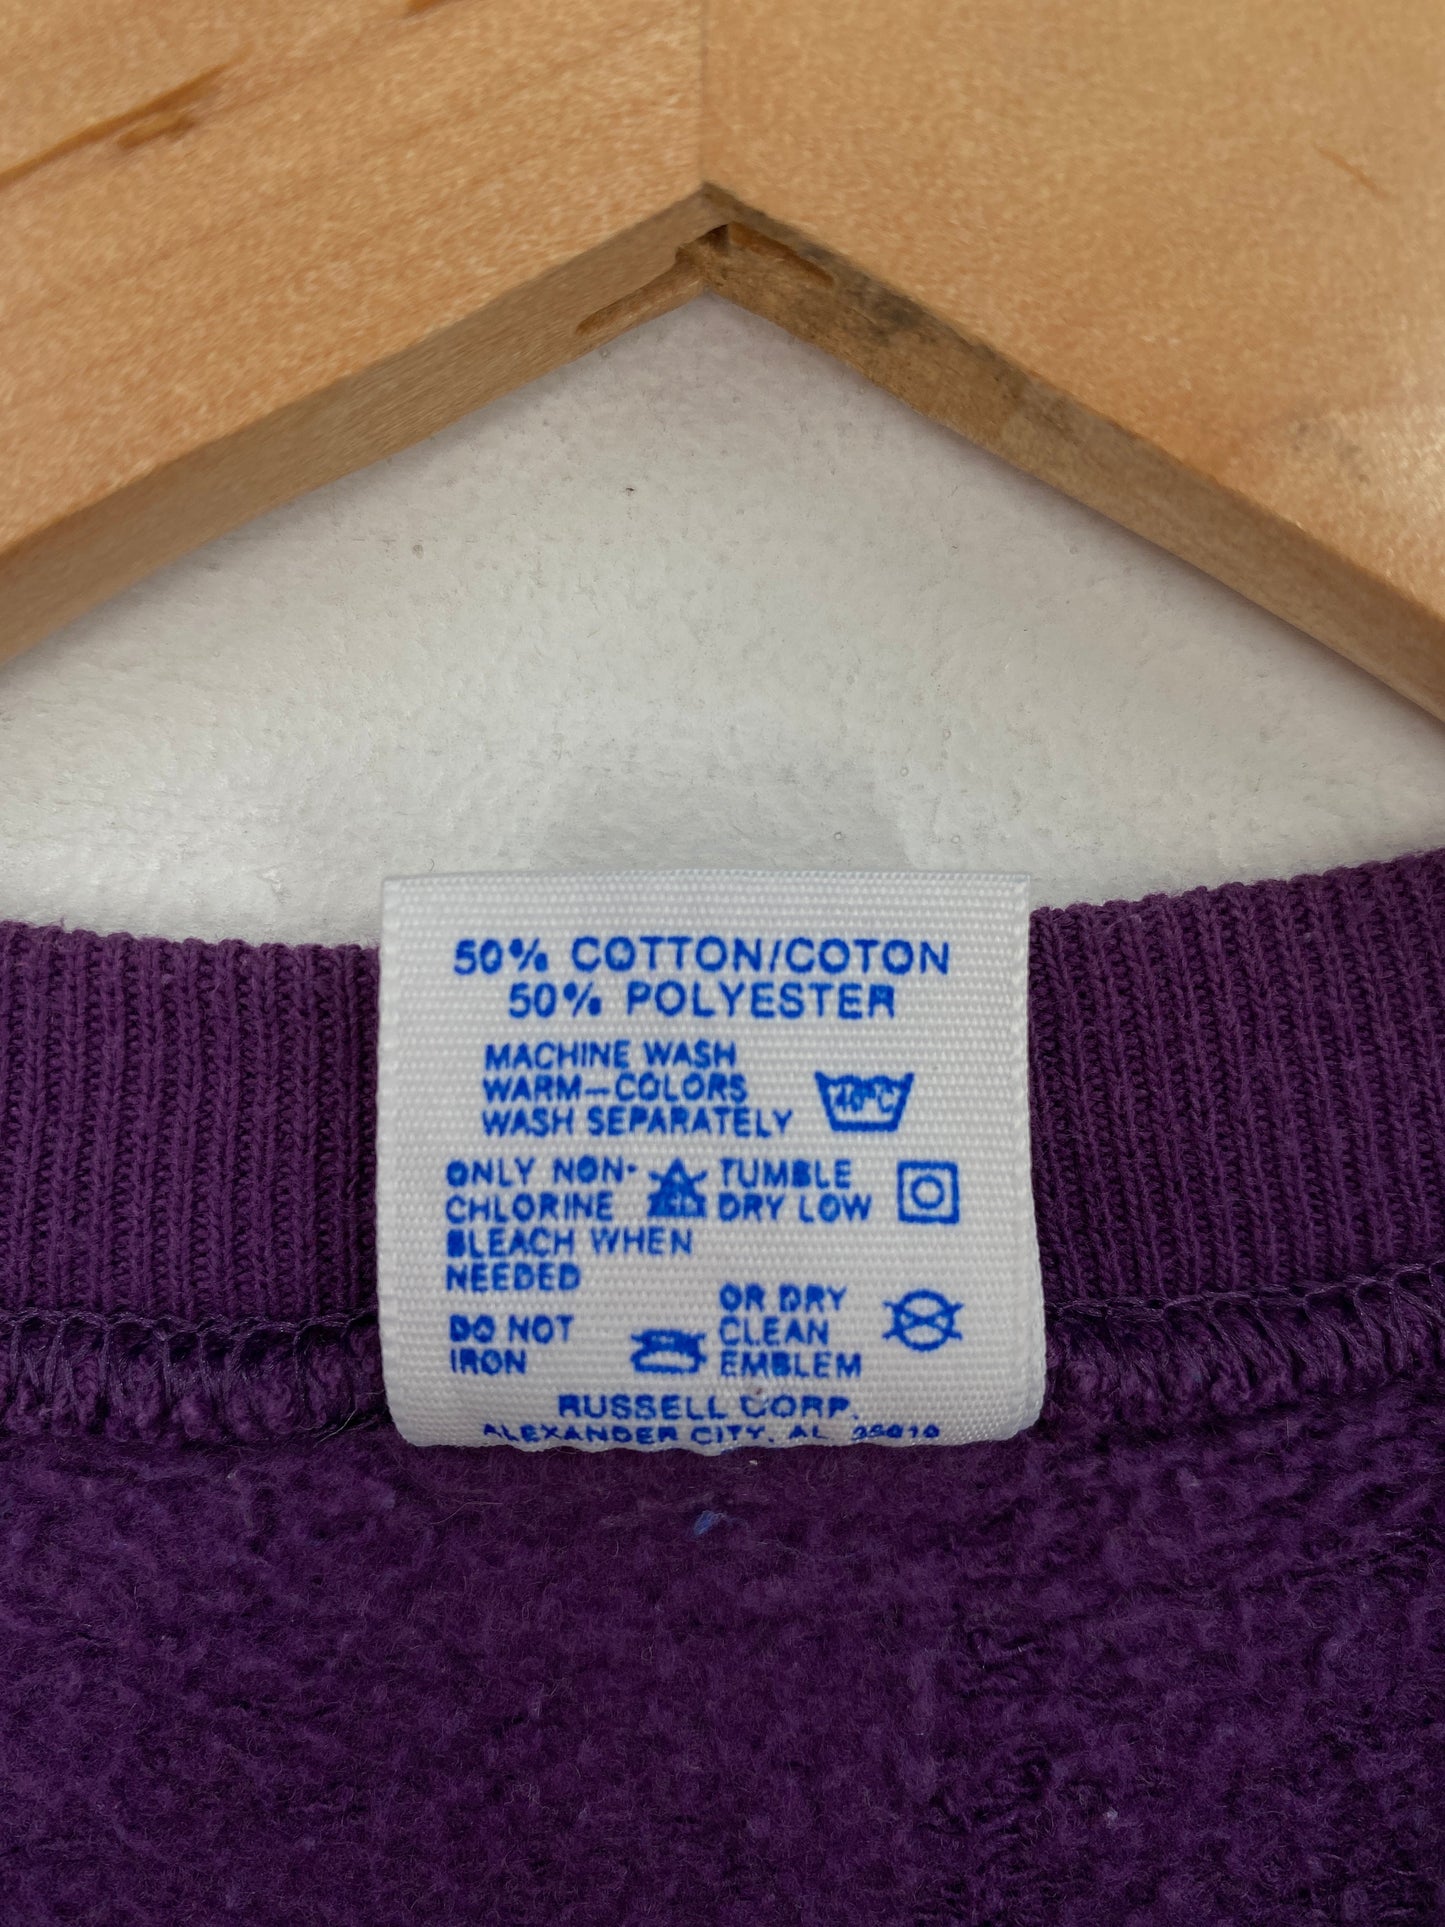 50% COTTON/COTON
50% POLYESTER
MACHINE WASH
WARM—COLORS
WASH SEPARATELY
40°C
ONLY NON-
CHLORINE
BLEACH WHEN
NEEDED
TUMBLE
DRY LOW
DO NOT
IRON
OR DRY
CLEAN
EMBLEM
RUSSELL CORP.
ALEXANDER CITY, AL 35010